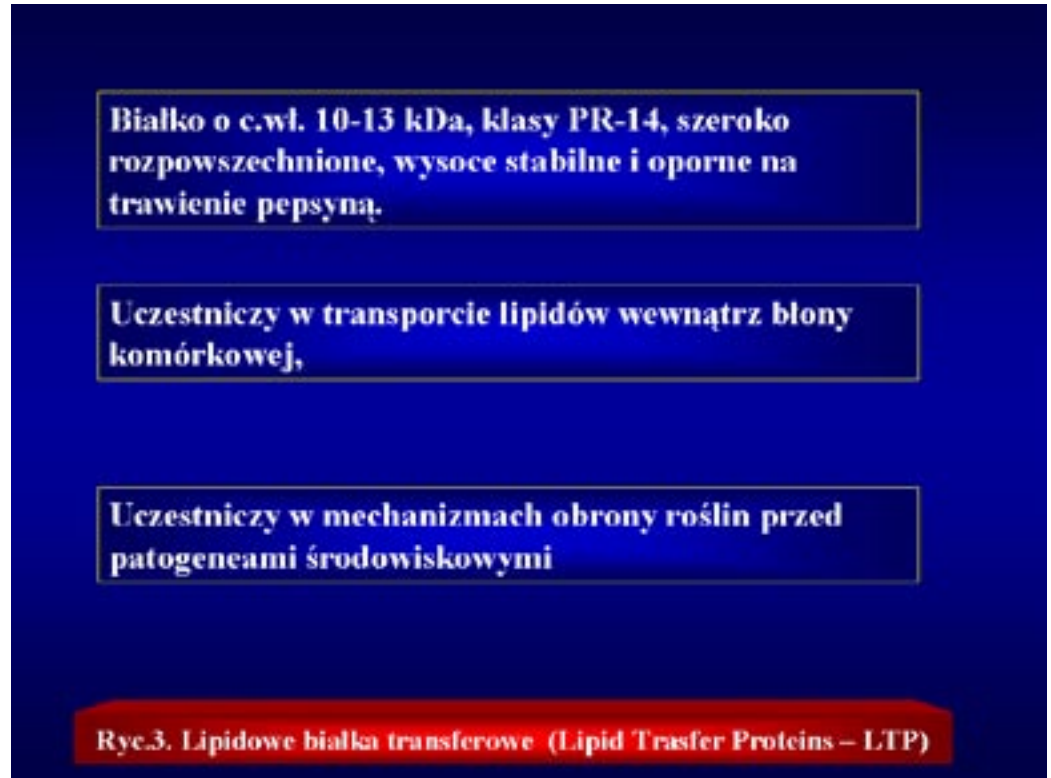 Białko o c.wł. 10-13 kDa, klasy PR-14, szeroko
rozpowszechnione, wysoce stabilne i oporne na
trawienie pepsyną.
Uczestniczy w transporcie lipidów wewnątrz błony
komórkowej,
Uczestniczy w mechanizmach obrony roślin przed
patogeneami środowiskowymi
Ryc.3. Lipidowe białka transferowe (Lipid Trasfer Proteins – LTP)